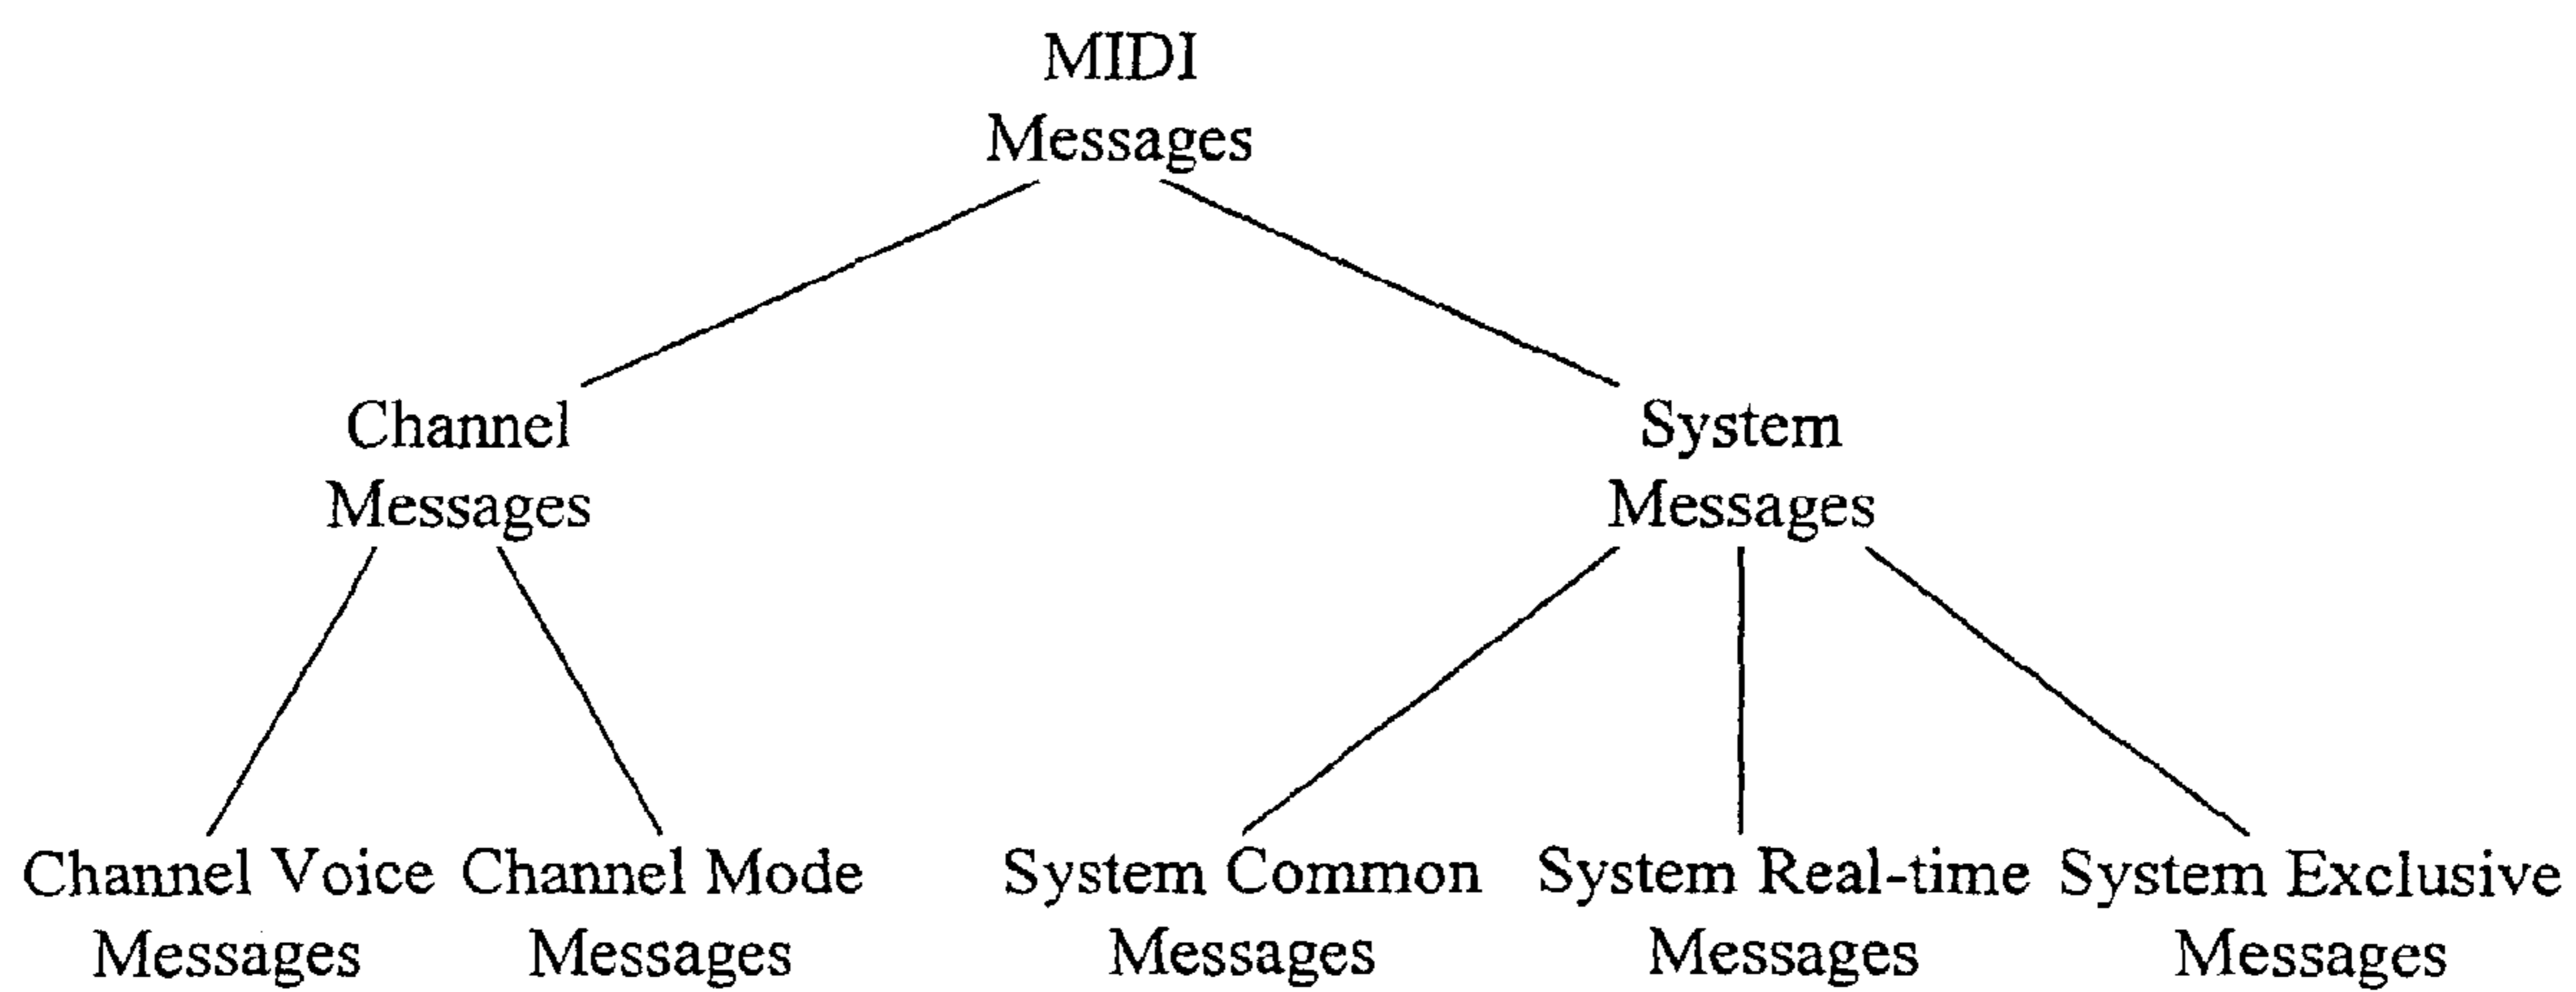 MIDI
Messages
Channel
Messages
System
Messages
Channel Voice
Messages
Channel Mode
Messages
System Common
Messages
System Real-time
Messages
System Exclusive
Messages